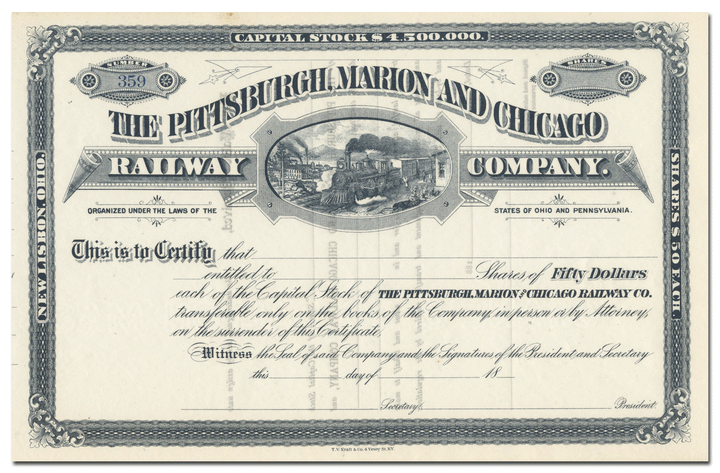 CAPITAL STOCK $4,500,000.
NUMBER
359
SHARES
THE PITTSBURGH, MARION AND CHICAGO
RAILWAY COMPANY.
ORGANIZED UNDER THE LAWS OF THE STATES OF OHIO AND PENNSYLVANIA.
NEW LISBON, OHIO.
SHARES $50 EACH.
This is to Certify that
entitled to Shares of Fifty Dollars
each of the Capital Stock of THE PITTSBURGH, MARION AND CHICAGO RAILWAY CO.
transferable only on the books of the Company, in person or by Attorney,
on the surrender of this Certificate,
Witness the Seal of said Company and the Signatures of the President and Secretary
this day of 18
Secretary. President.